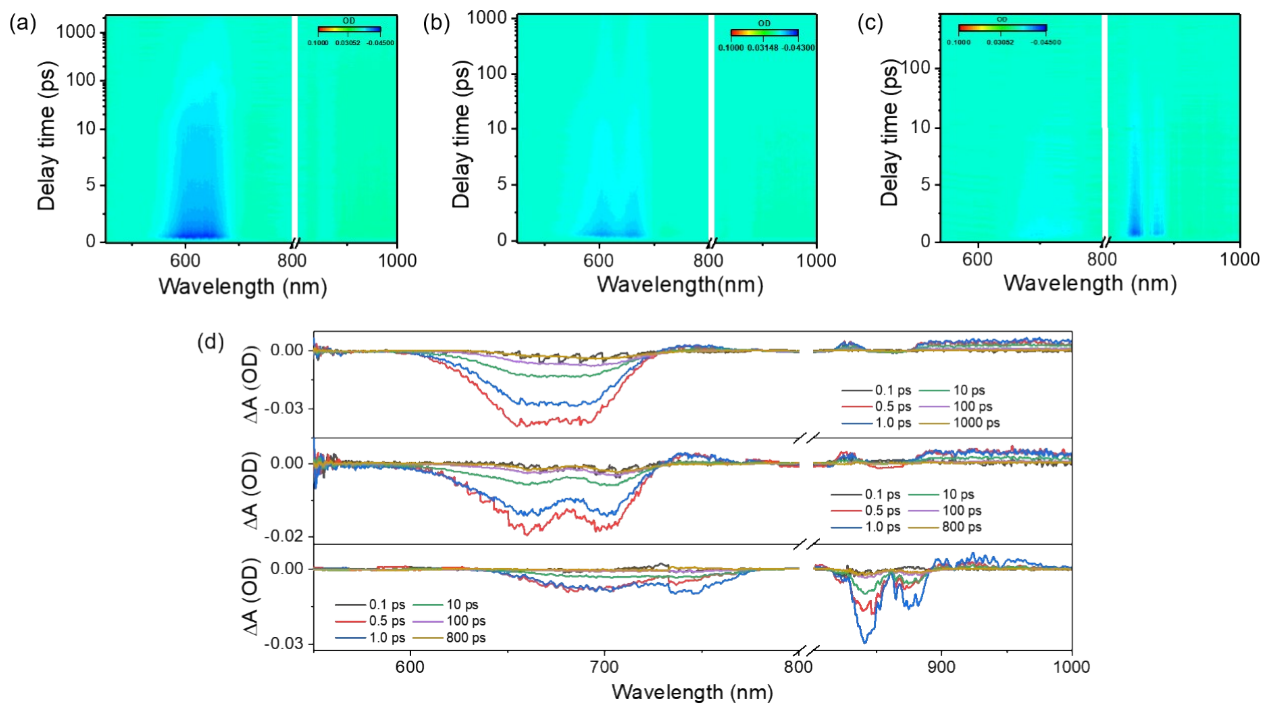 (a)
OD
0.1000 0.03052 -0.04500
Delay time (ps)
1000
100
10
5
0
600 800 1000
Wavelength (nm)
(b)
OD
0.1000 0.03148 -0.04300
Delay time (ps)
1000
100
10
5
0
600 800 1000
Wavelength(nm)
(c)
OD
0.1000 0.03052 -0.04500
Delay time (ps)
100
10
5
0
600 800 1000
Wavelength (nm)
(d)
ΔA (OD)
0.00
-0.03
0.1 ps 10 ps
0.5 ps 100 ps
1.0 ps 1000 ps
ΔA (OD)
0.00
-0.02
0.1 ps 10 ps
0.5 ps 100 ps
1.0 ps 800 ps
ΔA (OD)
0.00
-0.03
0.1 ps 10 ps
0.5 ps 100 ps
1.0 ps 800 ps
600 700 800 900 1000
Wavelength (nm)